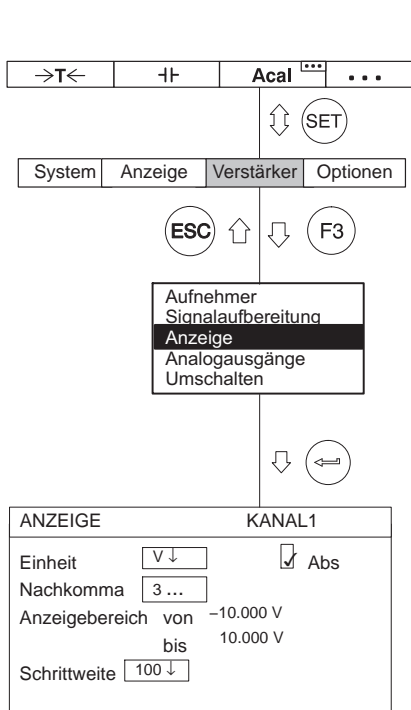 →T← ⊣⊢ Acal ...
SET
System Anzeige Verstärker Optionen
ESC F3
Aufnehmer
Signalaufbereitung
Anzeige
Analogausgänge
Umschalten
ANZEIGE KANAL1
Einheit V↓ ✓ Abs
Nachkomma 3 ...
Anzeigebereich von –10.000 V
bis 10.000 V
Schrittweite 100↓